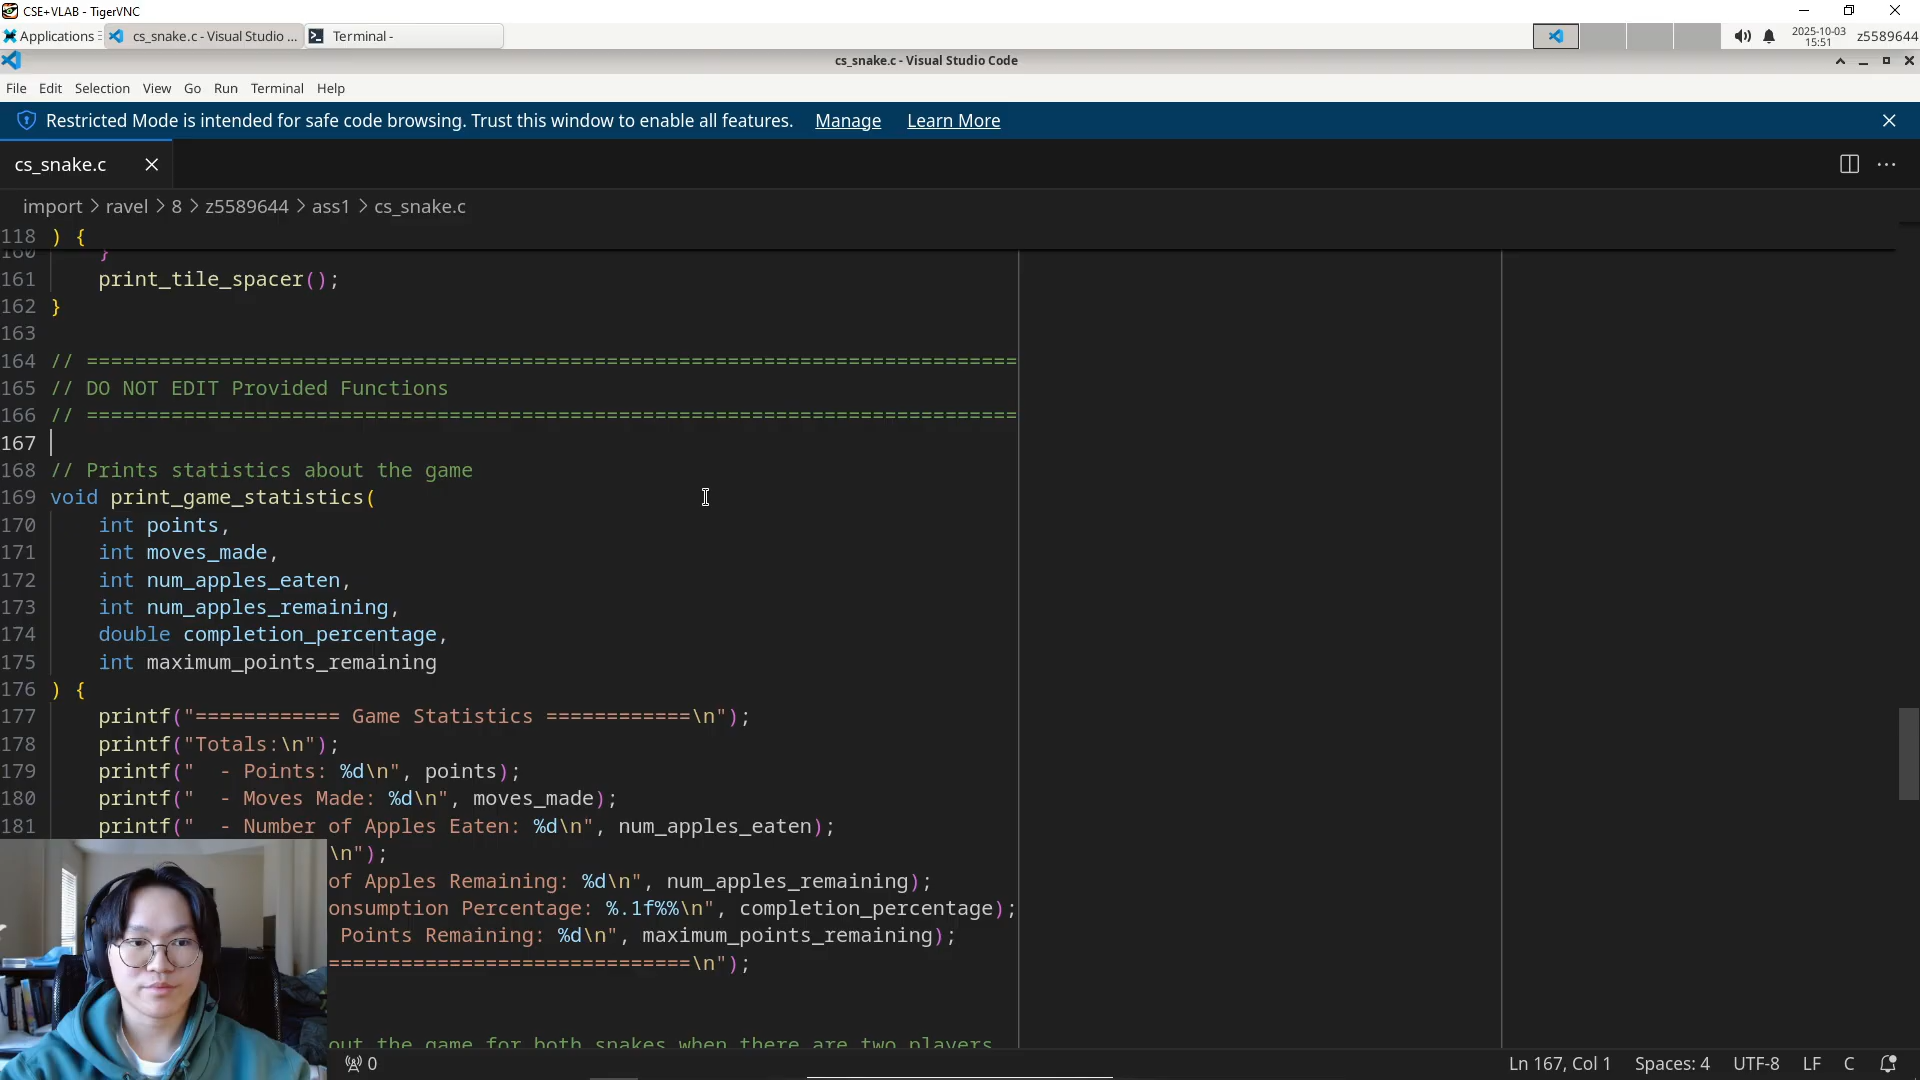 CSE+VLAB - TigerVNC
Applications
cs_snake.c - Visual Studio ...
Terminal -
2025-10-03
15:51
z5589644
cs_snake.c - Visual Studio Code
File Edit Selection View Go Run Terminal Help
Restricted Mode is intended for safe code browsing. Trust this window to enable all features. Manage Learn More
cs_snake.c
import > ravel > 8 > z5589644 > ass1 > cs_snake.c
118 ) {
160 }
161 print_tile_spacer();
162 }
163
164 // =============================================================================
165 // DO NOT EDIT Provided Functions
166 // =============================================================================
167
168 // Prints statistics about the game
169 void print_game_statistics(
170 int points,
171 int moves_made,
172 int num_apples_eaten,
173 int num_apples_remaining,
174 double completion_percentage,
175 int maximum_points_remaining
176 ) {
177 printf("============ Game Statistics ============\n");
178 printf("Totals:\n");
179 printf("  - Points: %d\n", points);
180 printf("  - Moves Made: %d\n", moves_made);
181 printf("  - Number of Apples Eaten: %d\n", num_apples_eaten);
\n");
of Apples Remaining: %d\n", num_apples_remaining);
onsumption Percentage: %.1f%%\n", completion_percentage);
Points Remaining: %d\n", maximum_points_remaining);
==============================\n");
out the game for both snakes when there are two players
0
Ln 167, Col 1
Spaces: 4
UTF-8
LF
C